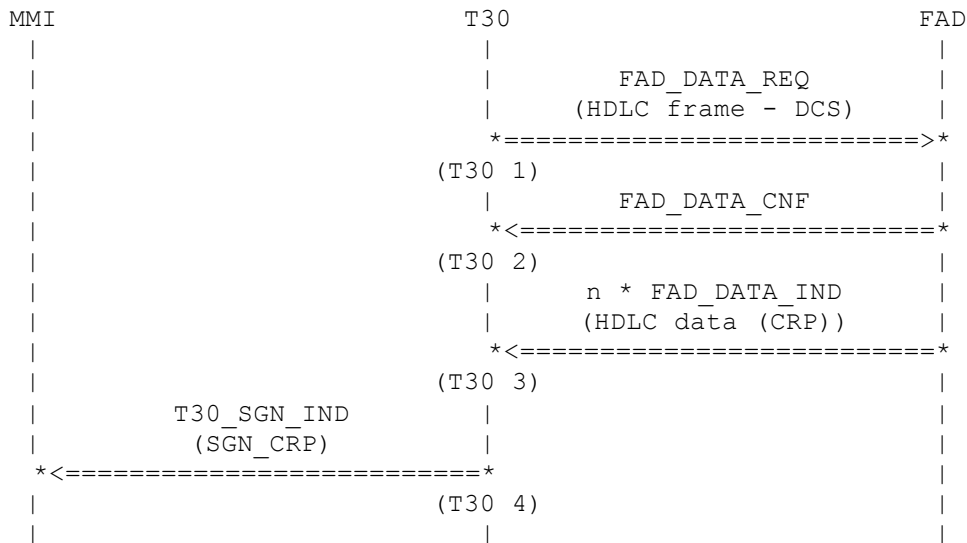 MMI                          T30                          FAD
 |                            |                            |
 |                            |       FAD_DATA_REQ         |
 |                            |     (HDLC frame - DCS)     |
 |                            *==========================>*
 |                         (T30 1)                         |
 |                            |       FAD_DATA_CNF         |
 |                            *<==========================*
 |                         (T30 2)                         |
 |                            |      n * FAD_DATA_IND      |
 |                            |     (HDLC data (CRP))      |
 |                            *<==========================*
 |                         (T30 3)                         |
 |        T30_SGN_IND         |                            |
 |         (SGN_CRP)          |                            |
 *<==========================*                             |
 |                         (T30 4)                         |
 |                            |                            |